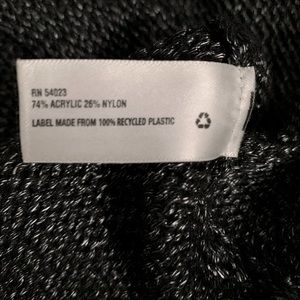 RN 54023
74% ACRYLIC 26% NYLON
LABEL MADE FROM 100% RECYCLED PLASTIC